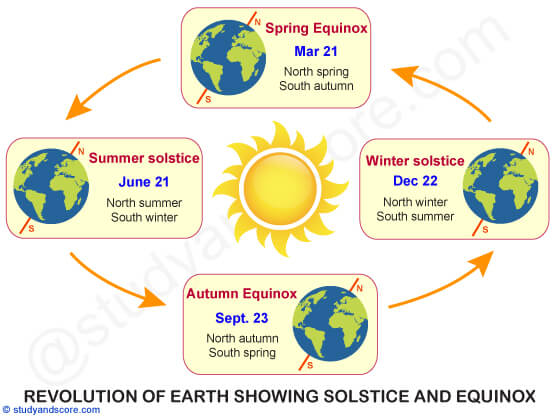 N
Spring Equinox
Mar 21
North spring
South autumn
S
N
Summer solstice
June 21
North summer
South winter
S
Winter solstice
Dec 22
North winter
South summer
N
S
Autumn Equinox
Sept. 23
North autumn
South spring
N
S
@studyandscore.com
REVOLUTION OF EARTH SHOWING SOLSTICE AND EQUINOX
© studyandscore.com